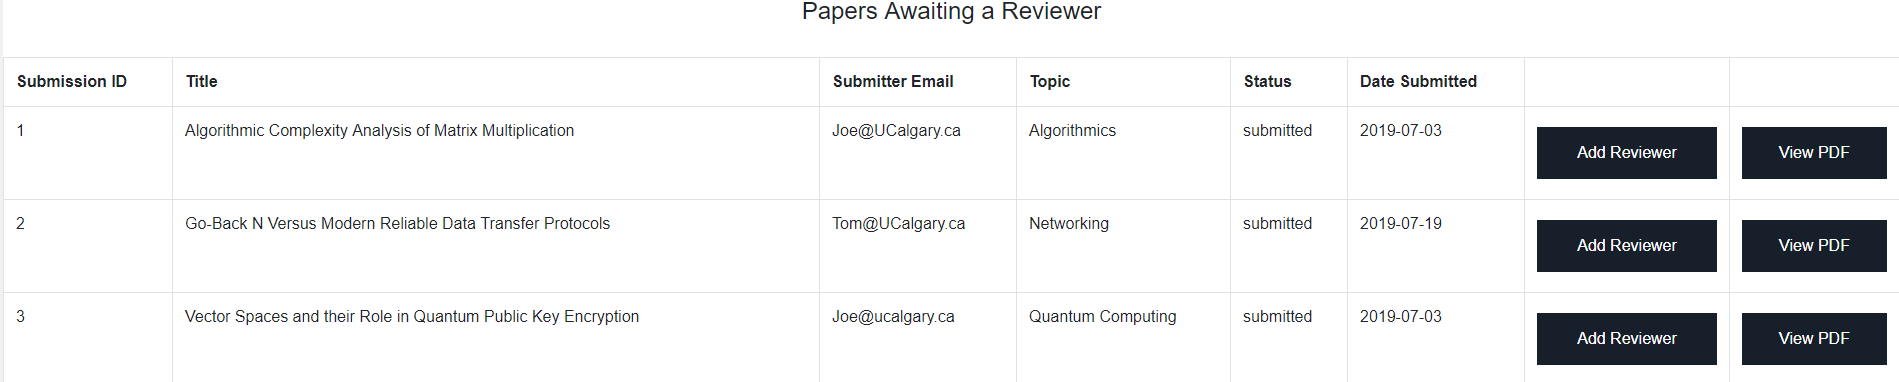 Papers Awaiting a Reviewer
Submission ID Title Submitter Email Topic Status Date Submitted
1 Algorithmic Complexity Analysis of Matrix Multiplication Joe@UCalgary.ca Algorithmics submitted 2019-07-03 Add Reviewer View PDF
2 Go-Back N Versus Modern Reliable Data Transfer Protocols Tom@UCalgary.ca Networking submitted 2019-07-19 Add Reviewer View PDF
3 Vector Spaces and their Role in Quantum Public Key Encryption Joe@ucalgary.ca Quantum Computing submitted 2019-07-03 Add Reviewer View PDF